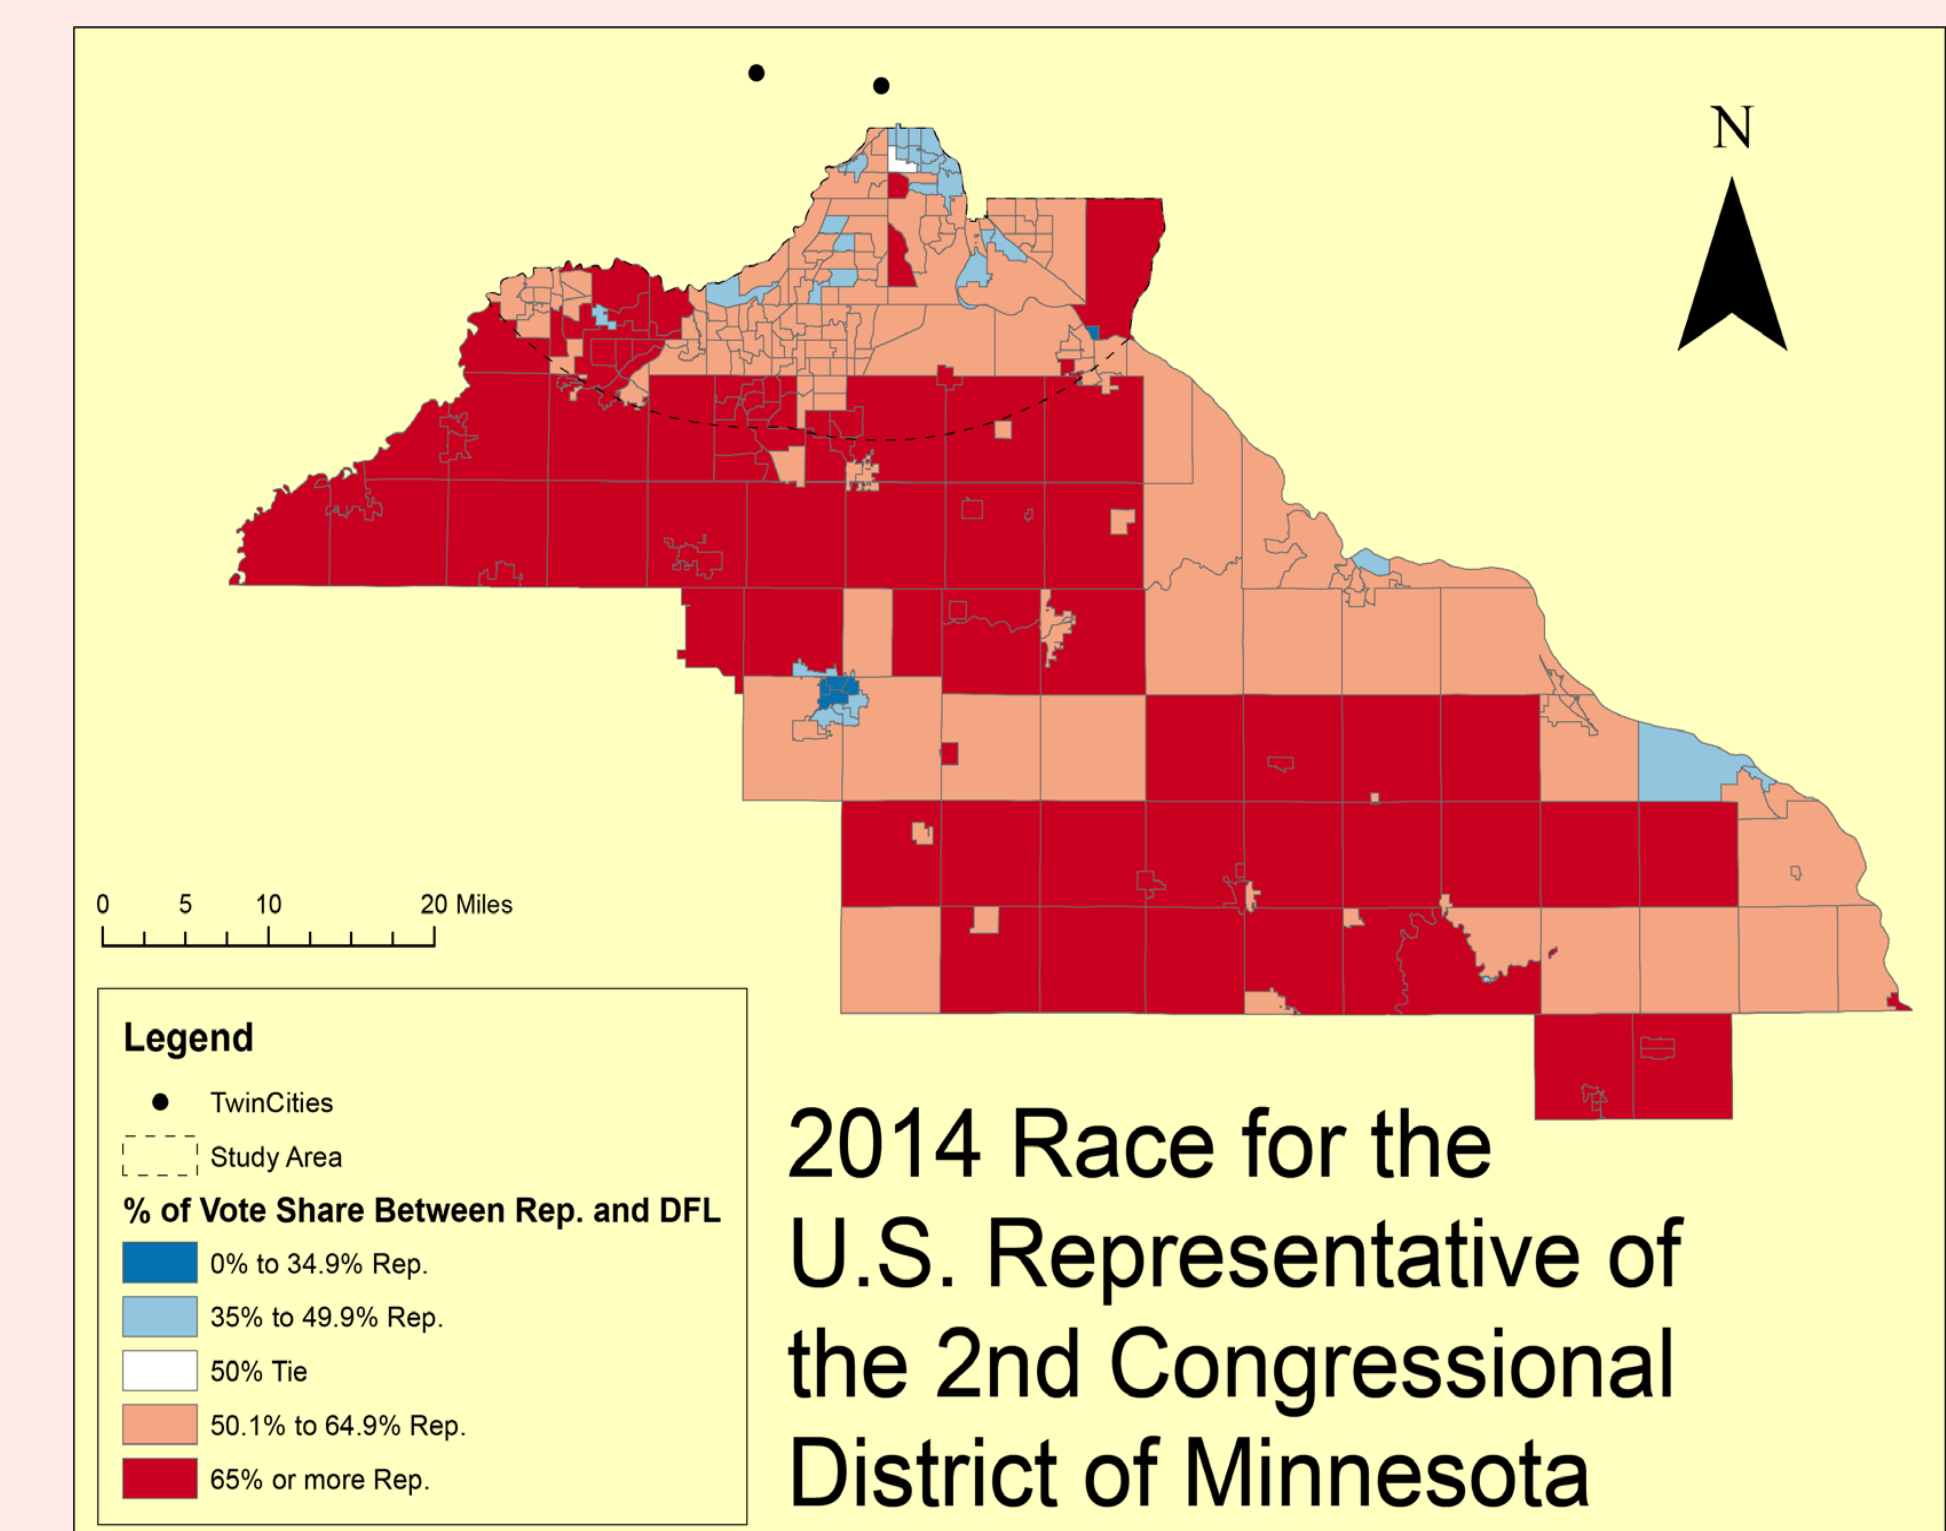 N
0 5 10 20 Miles
Legend
TwinCities
Study Area
% of Vote Share Between Rep. and DFL
0% to 34.9% Rep.
35% to 49.9% Rep.
50% Tie
50.1% to 64.9% Rep.
65% or more Rep.
2014 Race for the
U.S. Representative of
the 2nd Congressional
District of Minnesota